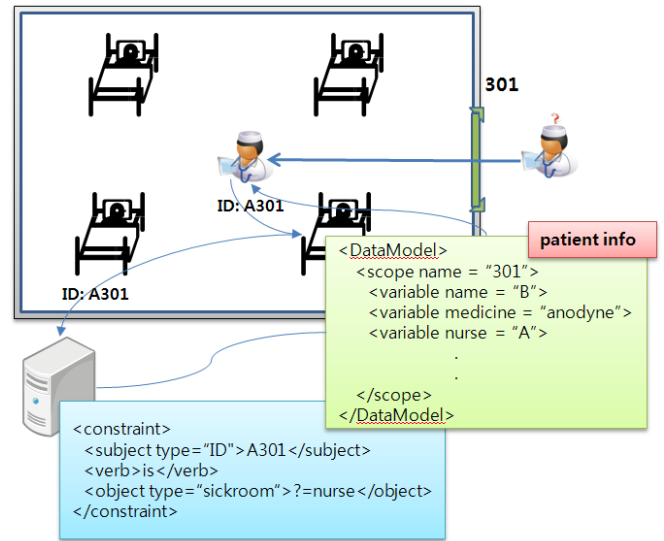 301
?
ID: A301
ID: A301
patient info
<DataModel>
<scope name = “301”>
<variable name = “B”>
<variable medicine = “anodyne”>
<variable nurse = “A”>
.
.
</scope>
</DataModel>
<constraint>
<subject type=“ID">A301</subject>
<verb>is</verb>
<object type=“sickroom”>?=nurse</object>
</constraint>